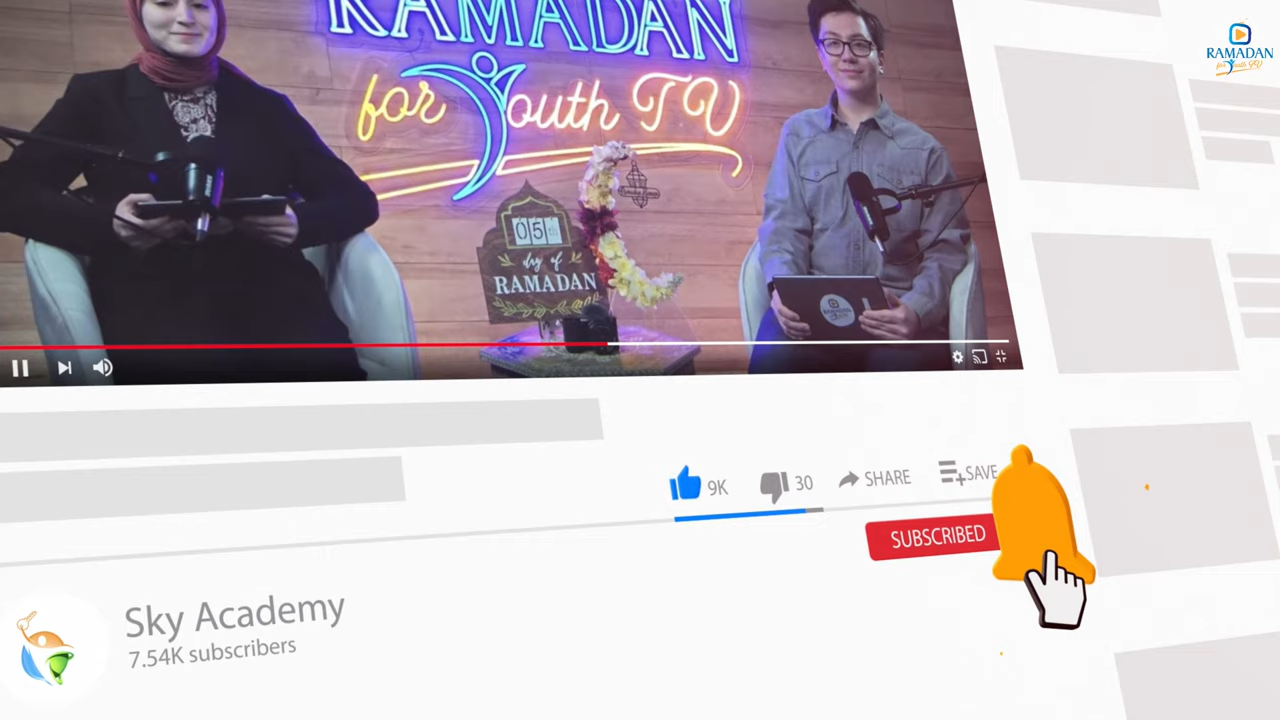 RAMADAN
for Youth TV
RAMADAN
for Youth TV
05th
day of
RAMADAN
9K
30
SHARE
SAVE
SUBSCRIBED
Sky Academy
7.54K subscribers